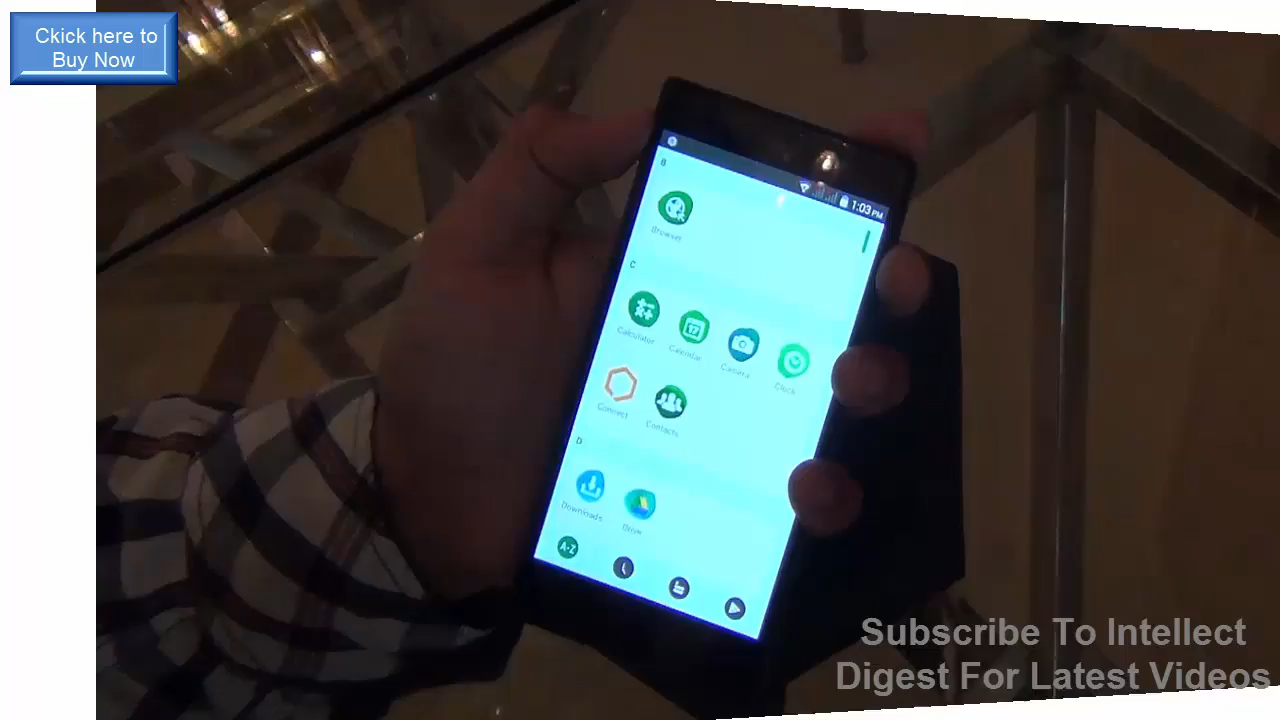 Ckick here to
Buy Now
1:03 PM
B
Browser
C
Calculator
Calendar
Camera
Clock
Connect
Contacts
D
Downloads
Drive
A-Z
Subscribe To Intellect
Digest For Latest Videos